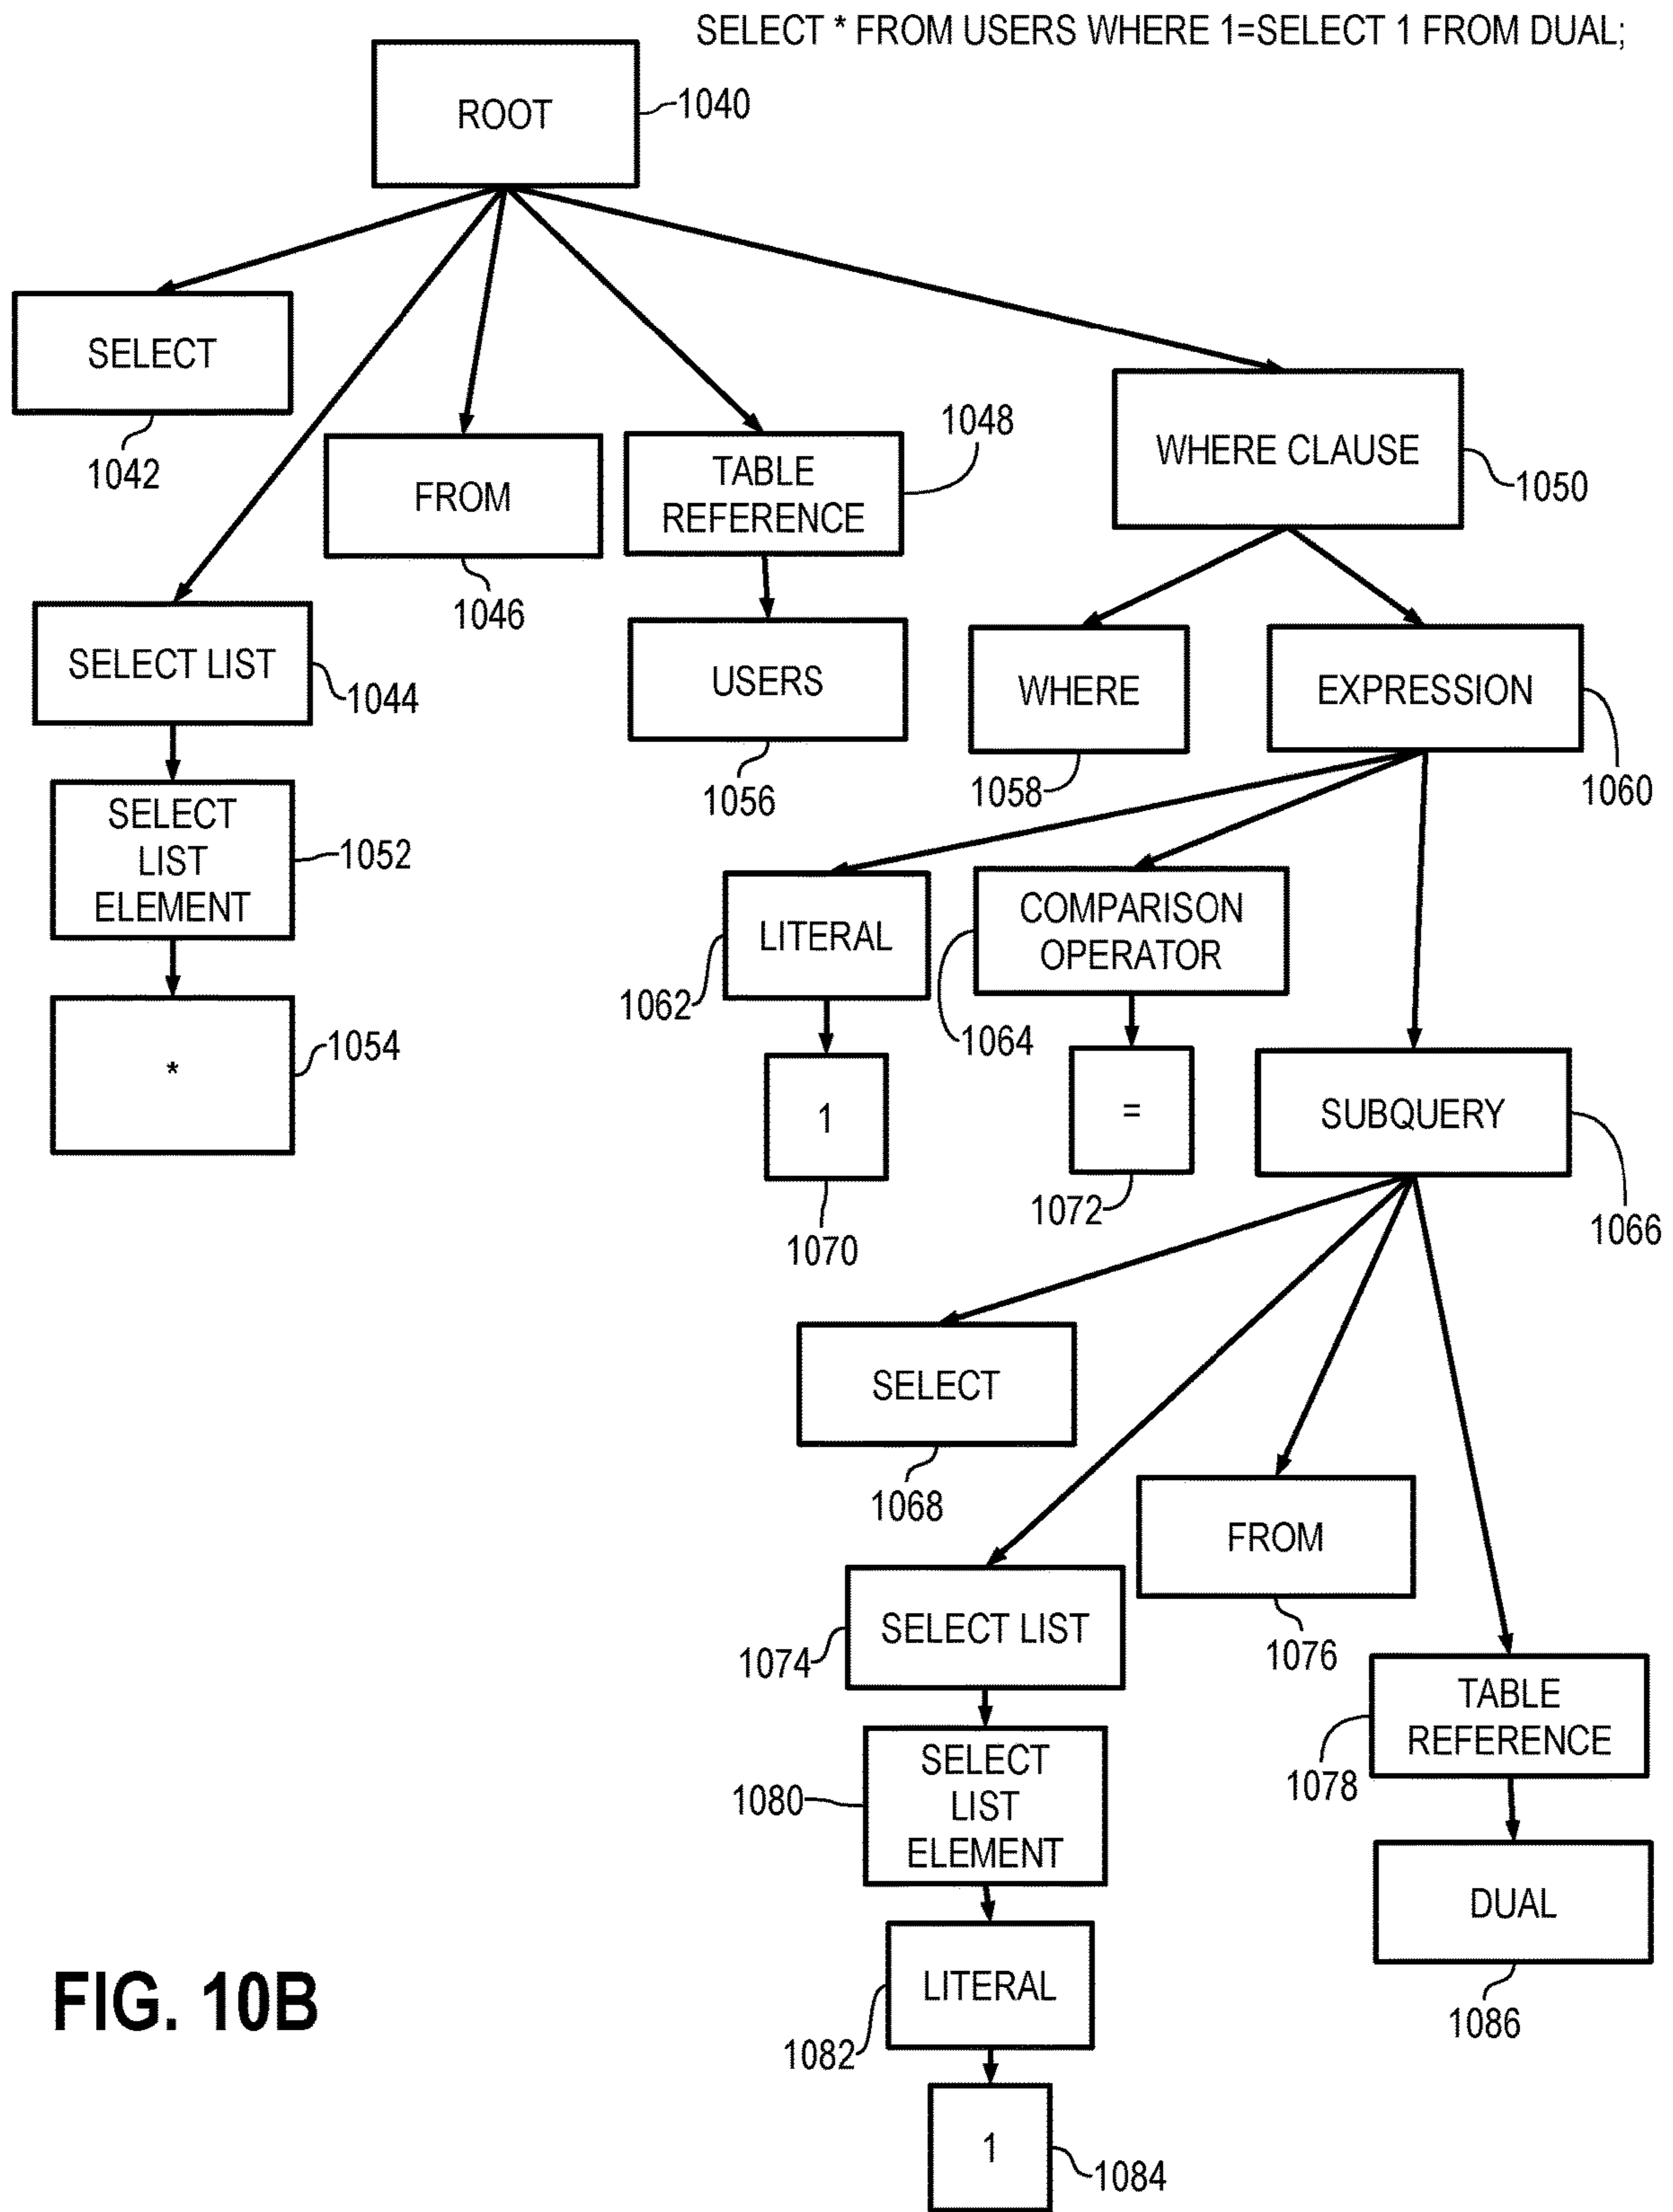 SELECT * FROM USERS WHERE 1=SELECT 1 FROM DUAL;
ROOT
1040
SELECT
1042
SELECT LIST
1044
FROM
1046
TABLE
REFERENCE
1048
WHERE CLAUSE
1050
SELECT
LIST
ELEMENT
1052
*
1054
USERS
1056
WHERE
1058
EXPRESSION
1060
LITERAL
1062
COMPARISON
OPERATOR
1064
SUBQUERY
1066
1
1070
=
1072
SELECT
1068
SELECT LIST
1074
FROM
1076
TABLE
REFERENCE
1078
SELECT
LIST
ELEMENT
1080
LITERAL
1082
1
1084
DUAL
1086
FIG. 10B